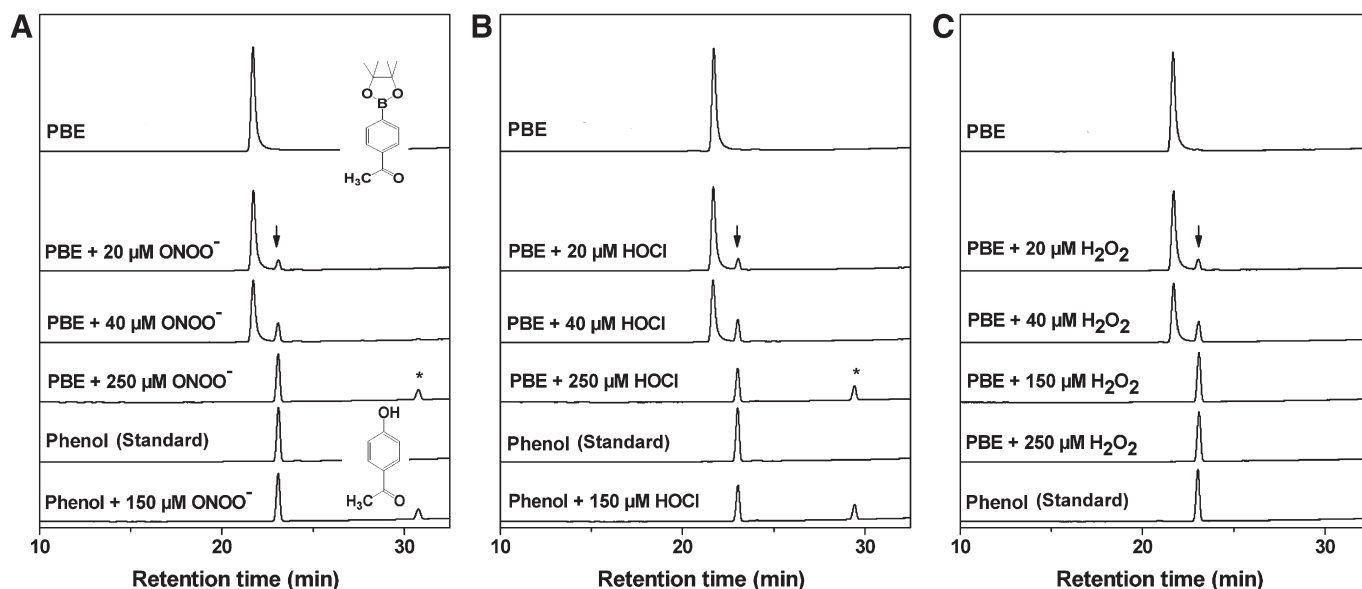 A
PBE
O O
B
H₃C O
PBE + 20 µM ONOO⁻
PBE + 40 µM ONOO⁻
PBE + 250 µM ONOO⁻
*
Phenol (Standard)
OH
H₃C O
Phenol + 150 µM ONOO⁻
10 20 30
Retention time (min)
B
PBE
PBE + 20 µM HOCl
PBE + 40 µM HOCl
PBE + 250 µM HOCl
*
Phenol (Standard)
Phenol + 150 µM HOCl
10 20 30
Retention time (min)
C
PBE
PBE + 20 µM H₂O₂
PBE + 40 µM H₂O₂
PBE + 150 µM H₂O₂
PBE + 250 µM H₂O₂
Phenol (Standard)
10 20 30
Retention time (min)